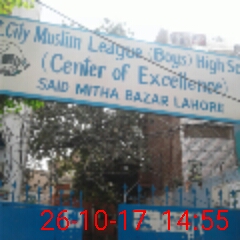 City Muslim League (Boys) High Sc
(Center of Excellence)
SAID MITHA BAZAR LAHORE
26-10-17 14:55